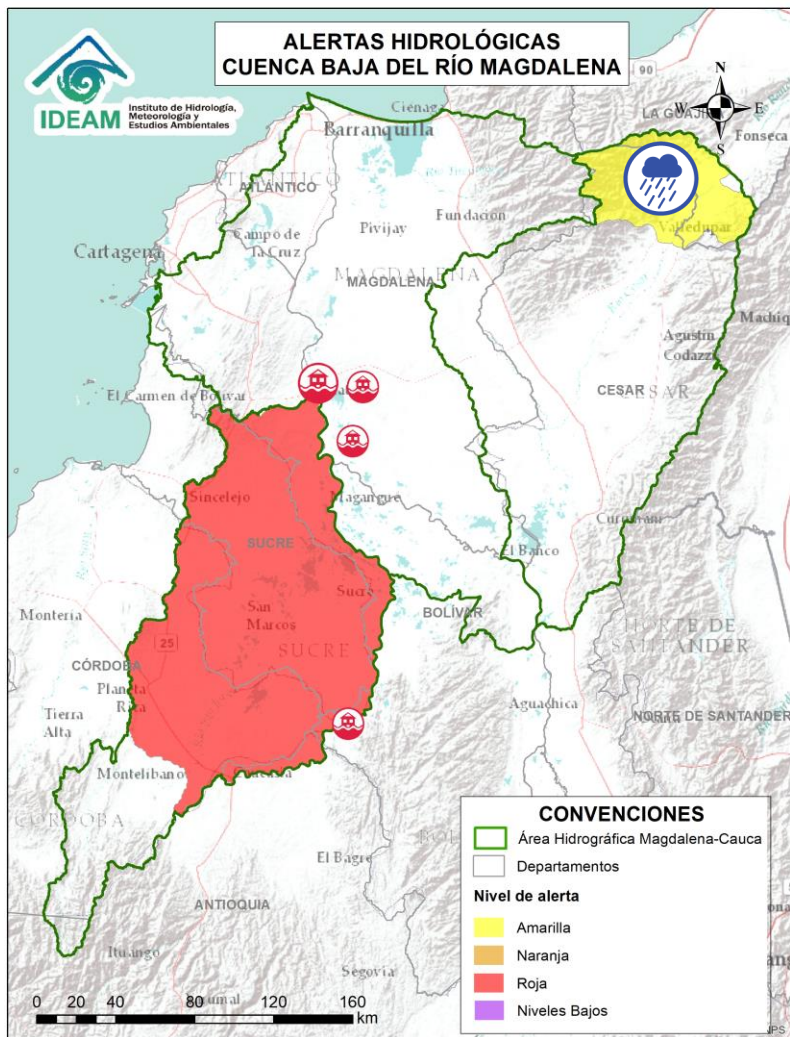 ALERTAS HIDROLÓGICAS
CUENCA BAJA DEL RÍO MAGDALENA
IDEAM
Instituto de Hidrología,
Meteorología y
Estudios Ambientales
N
W
E
S
90
LA GUAJIRA
Fonseca
Ciénaga
Barranquilla
ATLANTICO
ATLÁNTICO
Pivijay
Fundación
Valledupar
Campo de
la Cruz
Cartagena
MAGDALENA
MAGDALENA
Agustín
Codazzi
CESAR
CESAR
El Carmen de Bolívar
Sincelejo
Magangué
Curumaní
SUCRE
El Banco
Sucre
BOLÍVAR
San
Marcos
Montería
SUCRE
NORTE DE
SANTANDER
25
CÓRDOBA
Planeta
Rica
Aguachica
NORTE DE SANTANDER
Tierra
Alta
Montelibano
CÓRDOBA
El Bagre
ANTIOQUIA
Ituango
Segovia
CONVENCIONES
Área Hidrográfica Magdalena-Cauca
Departamentos
Nivel de alerta
Amarilla
Naranja
Roja
Niveles Bajos
0 20 40 80 120 160
km
NPS